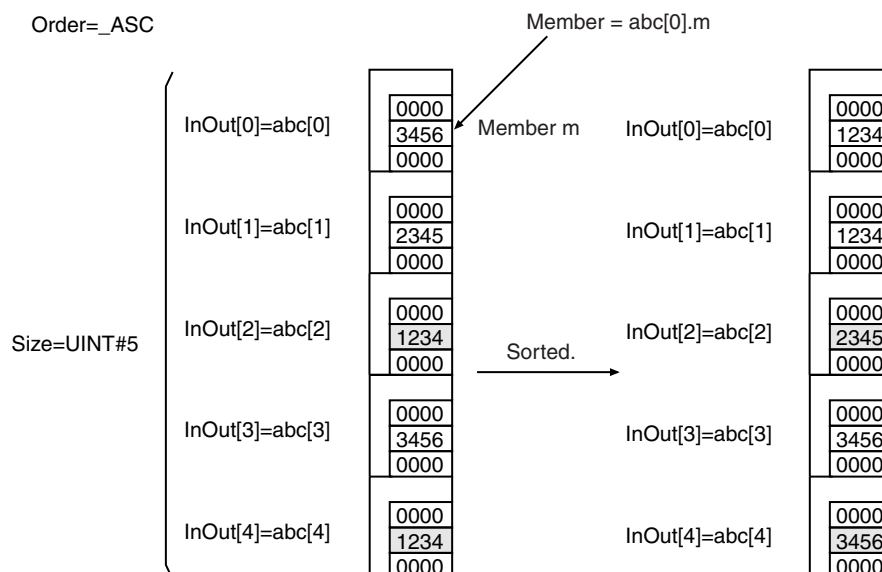 Order=_ASC
Member = abc[0].m
InOut[0]=abc[0]
0000
3456
0000
Member m
InOut[0]=abc[0]
0000
1234
0000
InOut[1]=abc[1]
0000
2345
0000
InOut[1]=abc[1]
0000
1234
0000
Size=UINT#5
InOut[2]=abc[2]
0000
1234
0000
Sorted.
InOut[2]=abc[2]
0000
2345
0000
InOut[3]=abc[3]
0000
3456
0000
InOut[3]=abc[3]
0000
3456
0000
InOut[4]=abc[4]
0000
1234
0000
InOut[4]=abc[4]
0000
3456
0000